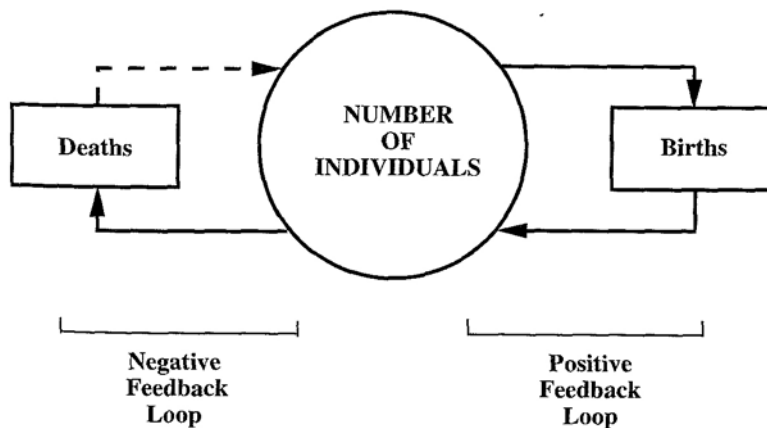 Deaths
NUMBER
OF
INDIVIDUALS
Births
Negative
Feedback
Loop
Positive
Feedback
Loop